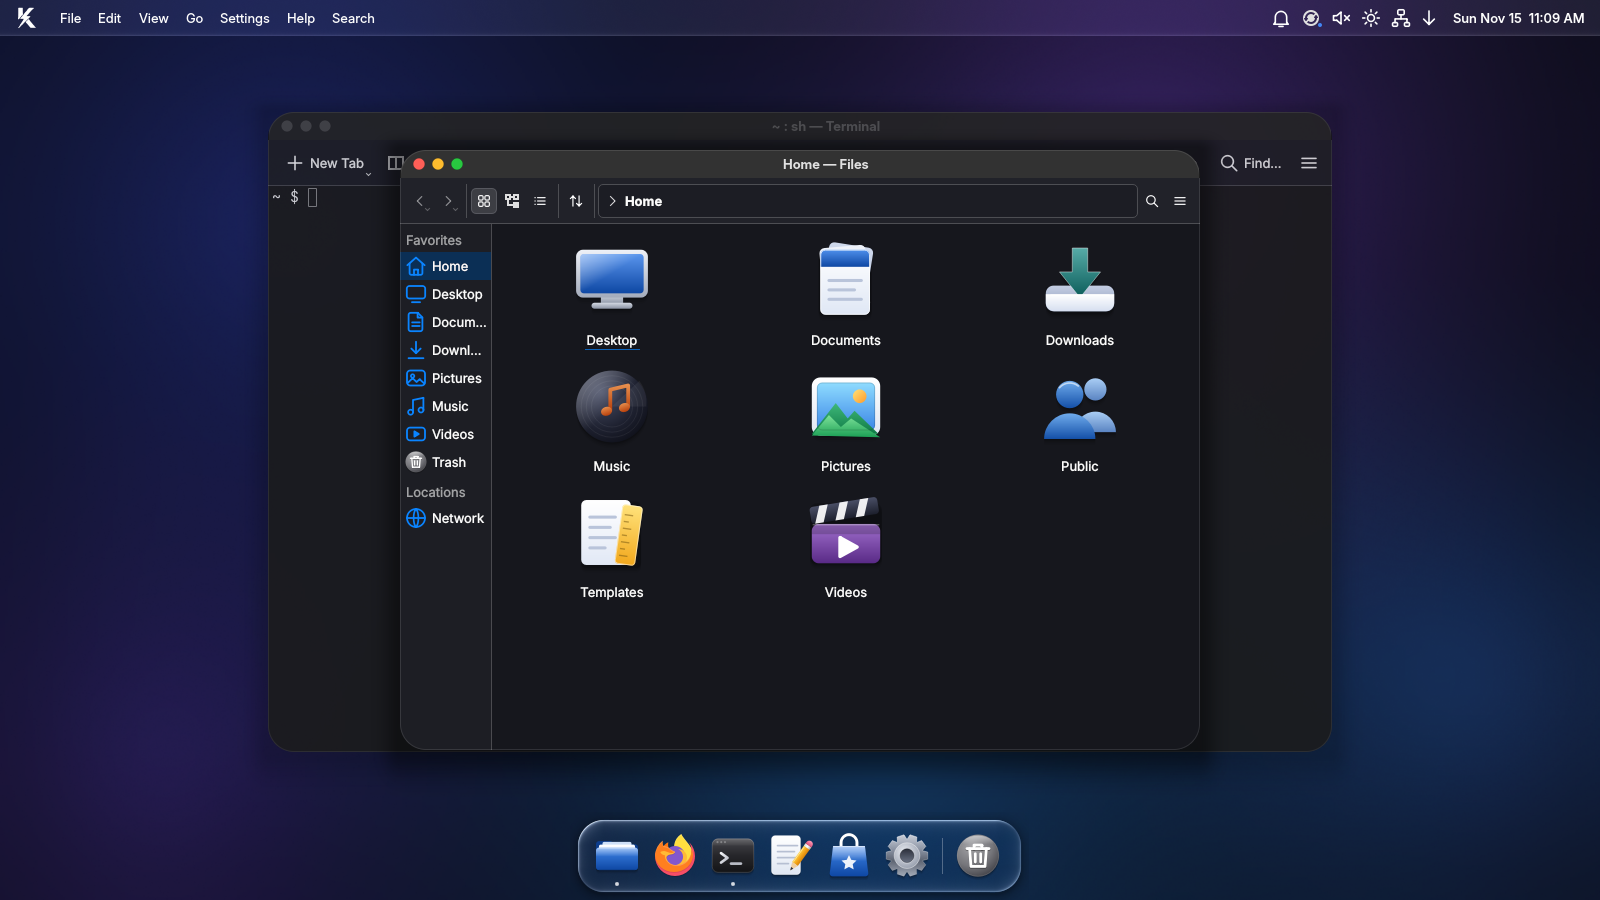 File Edit View Go Settings Help Search
Sun Nov 15 11:09 AM
~ : sh — Terminal
New Tab
Find...
~ $
Home — Files
Home
Favorites
Home
Desktop
Docum...
Downl...
Pictures
Music
Videos
Trash
Locations
Network
Desktop
Documents
Downloads
Music
Pictures
Public
Templates
Videos